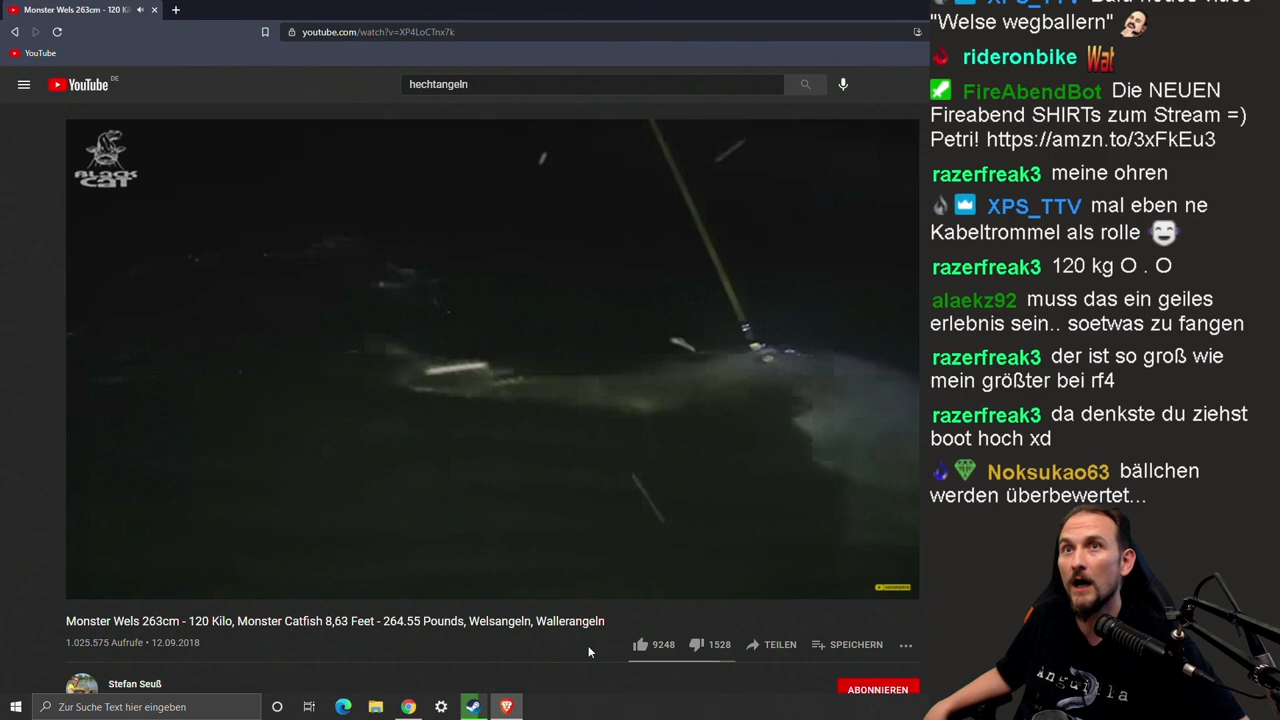 Monster Wels 263cm - 120 Ki
youtube.com/watch?v=XP4LoCTnx7k
YouTube
YouTube DE
hechtangeln
BLACK CAT
Monster Wels 263cm - 120 Kilo, Monster Catfish 8,63 Feet - 264.55 Pounds, Welsangeln, Wallerangeln
1.025.575 Aufrufe • 12.09.2018
9248
1528
TEILEN
SPEICHERN
Stefan Seuß
ABONNIEREN
Zur Suche Text hier eingeben
"Welse wegballern"
rideronbike Wat
FireAbendBot Die NEUEN
Fireabend SHIRTs zum Stream =)
Petri! https://amzn.to/3xFkEu3
razerfreak3 meine ohren
XPS_TTV mal eben ne
Kabeltrommel als rolle
razerfreak3 120 kg O . O
alaekz92 muss das ein geiles
erlebnis sein.. soetwas zu fangen
razerfreak3 der ist so groß wie
mein größter bei rf4
razerfreak3 da denkste du ziehst
boot hoch xd
Noksukao63 bällchen
werden überbewertet...
Anguilla